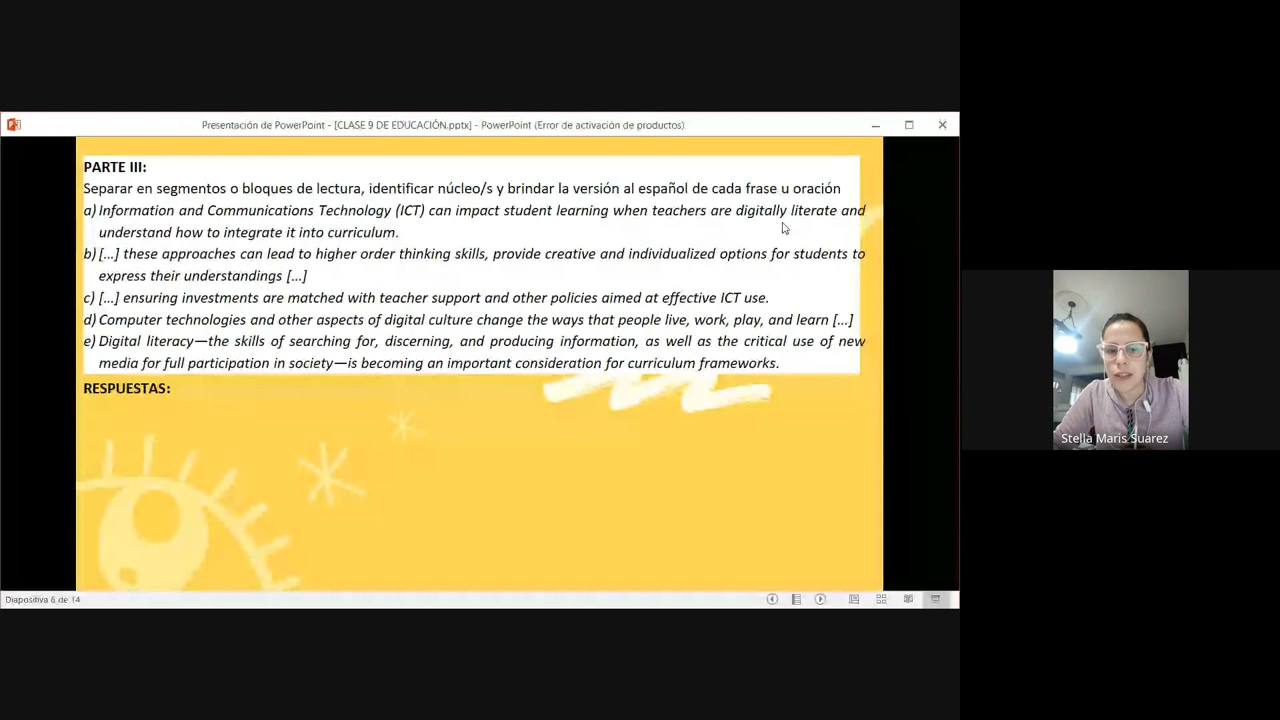 Presentación de PowerPoint - [CLASE 9 DE EDUCACIÓN.pptx] - PowerPoint (Error de activación de productos)
PARTE III:
Separar en segmentos o bloques de lectura, identificar núcleo/s y brindar la versión al español de cada frase u oración
a) Information and Communications Technology (ICT) can impact student learning when teachers are digitally literate and
understand how to integrate it into curriculum.
b) [...] these approaches can lead to higher order thinking skills, provide creative and individualized options for students to
express their understandings [...]
c) [...] ensuring investments are matched with teacher support and other policies aimed at effective ICT use.
d) Computer technologies and other aspects of digital culture change the ways that people live, work, play, and learn [...]
e) Digital literacy—the skills of searching for, discerning, and producing information, as well as the critical use of new
media for full participation in society—is becoming an important consideration for curriculum frameworks.
RESPUESTAS:
Stella Maris Suarez
Diapositiva 6 de 14